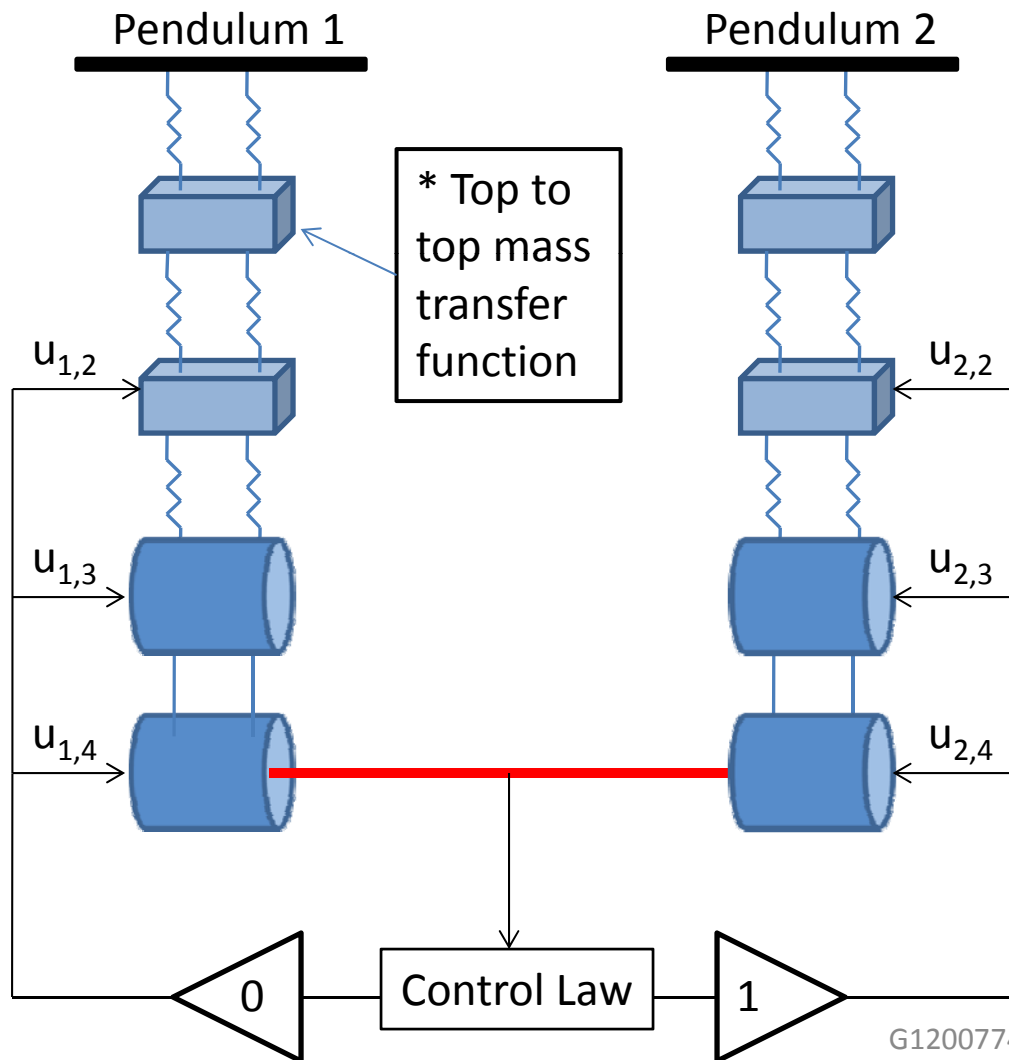 Pendulum 1
Pendulum 2
* Top to
top mass
transfer
function
u1,2
u2,2
u1,3
u2,3
u1,4
u2,4
0
Control Law
1
G1200774